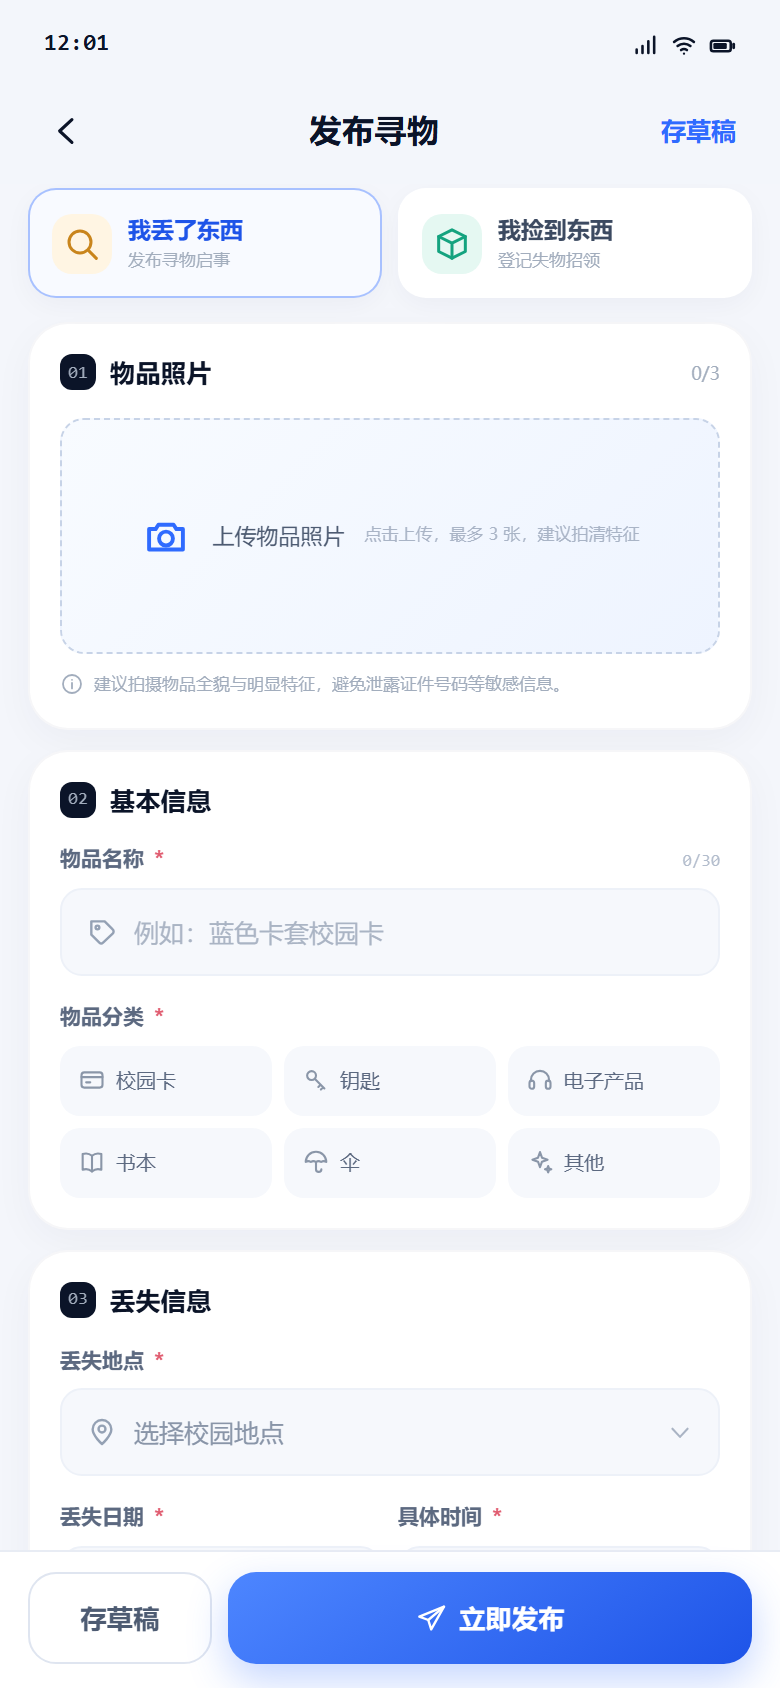 12:01
发布寻物
存草稿
我丢了东西
发布寻物启事
我捡到东西
登记失物招领
01 物品照片 0/3
上传物品照片 点击上传，最多 3 张，建议拍清特征
建议拍摄物品全貌与明显特征，避免泄露证件号码等敏感信息。
02 基本信息
物品名称 * 0/30
例如：蓝色卡套校园卡
物品分类 *
校园卡 钥匙 电子产品
书本 伞 其他
03 丢失信息
丢失地点 *
选择校园地点
丢失日期 * 具体时间 *
存草稿 立即发布